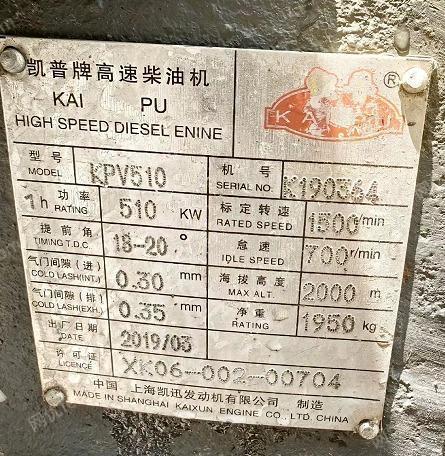 凯普牌高速柴油机
KAI PU
HIGH SPEED DIESEL ENINE
®
型号 KPV510 机号 K190364
MODEL SERIAL NO.
1h 功率 510 KW 标定转速 1500 r/min
RATING RATED SPEED
提前角 18-20° 怠速 700 r/min
TIMING T.D.C. IDLE SPEED
气门间隙（进） 0.30 mm 海拔高度 2000 m
COLD LASH(INT.) MAX ALT.
气门间隙（排） 0.35 mm 净重 1950 kg
COLD LASH(EXH.) RATING
出厂日期 2019/03
DATE
许可证 XK06-002-00704
LICENCE
中国 上海凯迅发动机有限公司 制造
MADE IN SHANGHAI KAIXUN ENGINE CO., LTD. CHINA